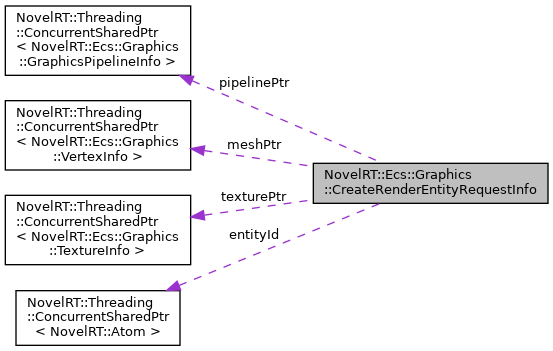 NovelRT::Threading
::ConcurrentSharedPtr
< NovelRT::Ecs::Graphics
::GraphicsPipelineInfo >
pipelinePtr
NovelRT::Threading
::ConcurrentSharedPtr
< NovelRT::Ecs::Graphics
::VertexInfo >
meshPtr
NovelRT::Ecs::Graphics
::CreateRenderEntityRequestInfo
texturePtr
NovelRT::Threading
::ConcurrentSharedPtr
< NovelRT::Ecs::Graphics
::TextureInfo >
entityId
NovelRT::Threading
::ConcurrentSharedPtr
< NovelRT::Atom >